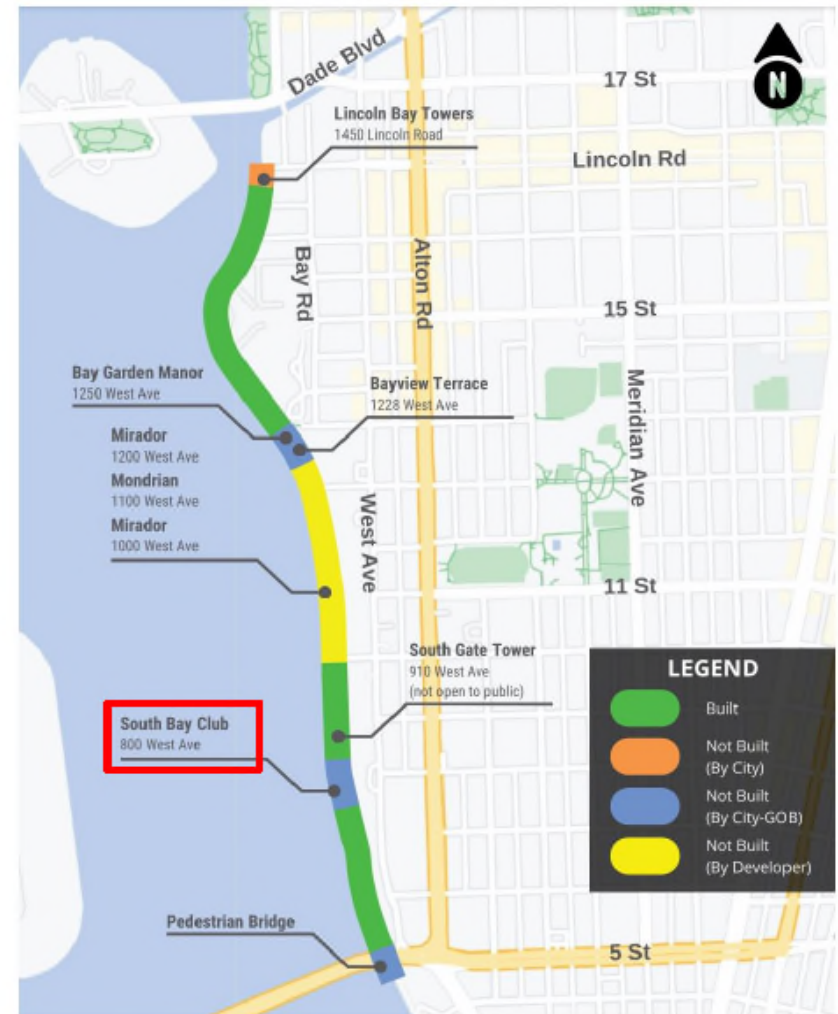 Dade Blvd
17 St
N
Lincoln Bay Towers
1450 Lincoln Road
Lincoln Rd
Bay Rd
Alton Rd
15 St
Bay Garden Manor
1250 West Ave
Bayview Terrace
1228 West Ave
Meridian Ave
Mirador
1200 West Ave
Mondrian
1100 West Ave
Mirador
1000 West Ave
West Ave
11 St
South Gate Tower
910 West Ave
(not open to public)
South Bay Club
800 West Ave
LEGEND
Built
Not Built
(By City)
Not Built
(By City-GOB)
Not Built
(By Developer)
Pedestrian Bridge
5 St